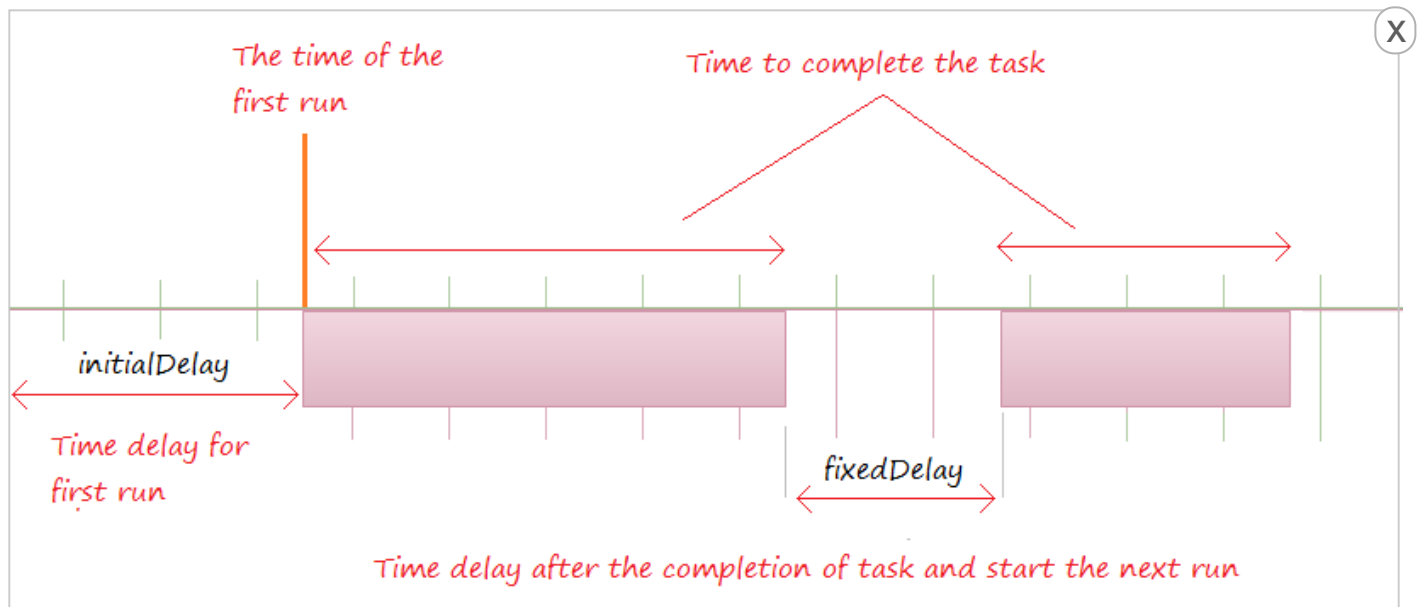 X
The time of the
first run
Time to complete the task
initialDelay
Time delay for
first run
fixedDelay
Time delay after the completion of task and start the next run